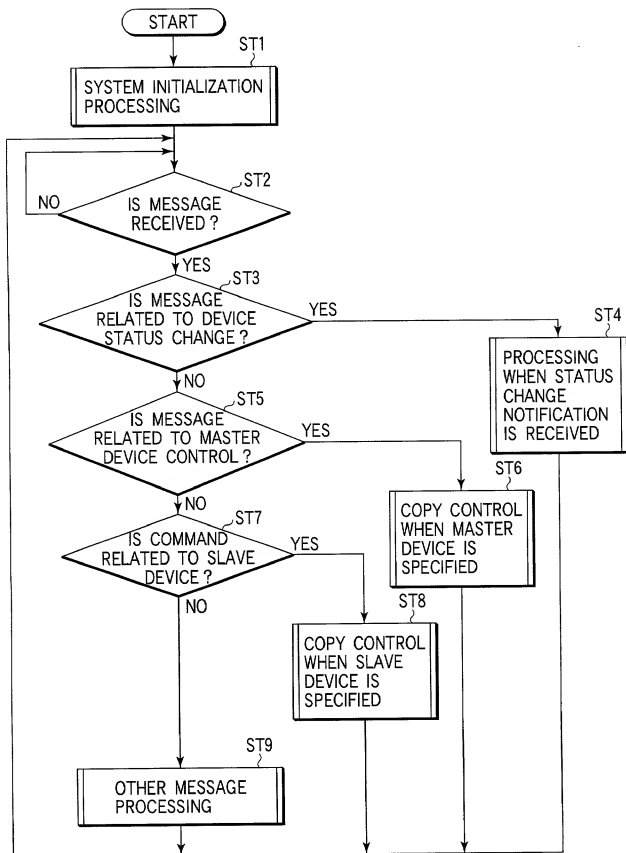 START
ST1
SYSTEM INITIALIZATION
PROCESSING
ST2
NO
IS MESSAGE
RECEIVED?
YES
ST3
IS MESSAGE
RELATED TO DEVICE
STATUS CHANGE?
YES
ST4
PROCESSING
WHEN STATUS
CHANGE
NOTIFICATION
IS RECEIVED
NO
ST5
IS MESSAGE
RELATED TO MASTER
DEVICE CONTROL?
YES
ST6
COPY CONTROL
WHEN MASTER
DEVICE IS
SPECIFIED
NO
ST7
IS COMMAND
RELATED TO SLAVE
DEVICE?
YES
ST8
COPY CONTROL
WHEN SLAVE
DEVICE IS
SPECIFIED
NO
ST9
OTHER MESSAGE
PROCESSING